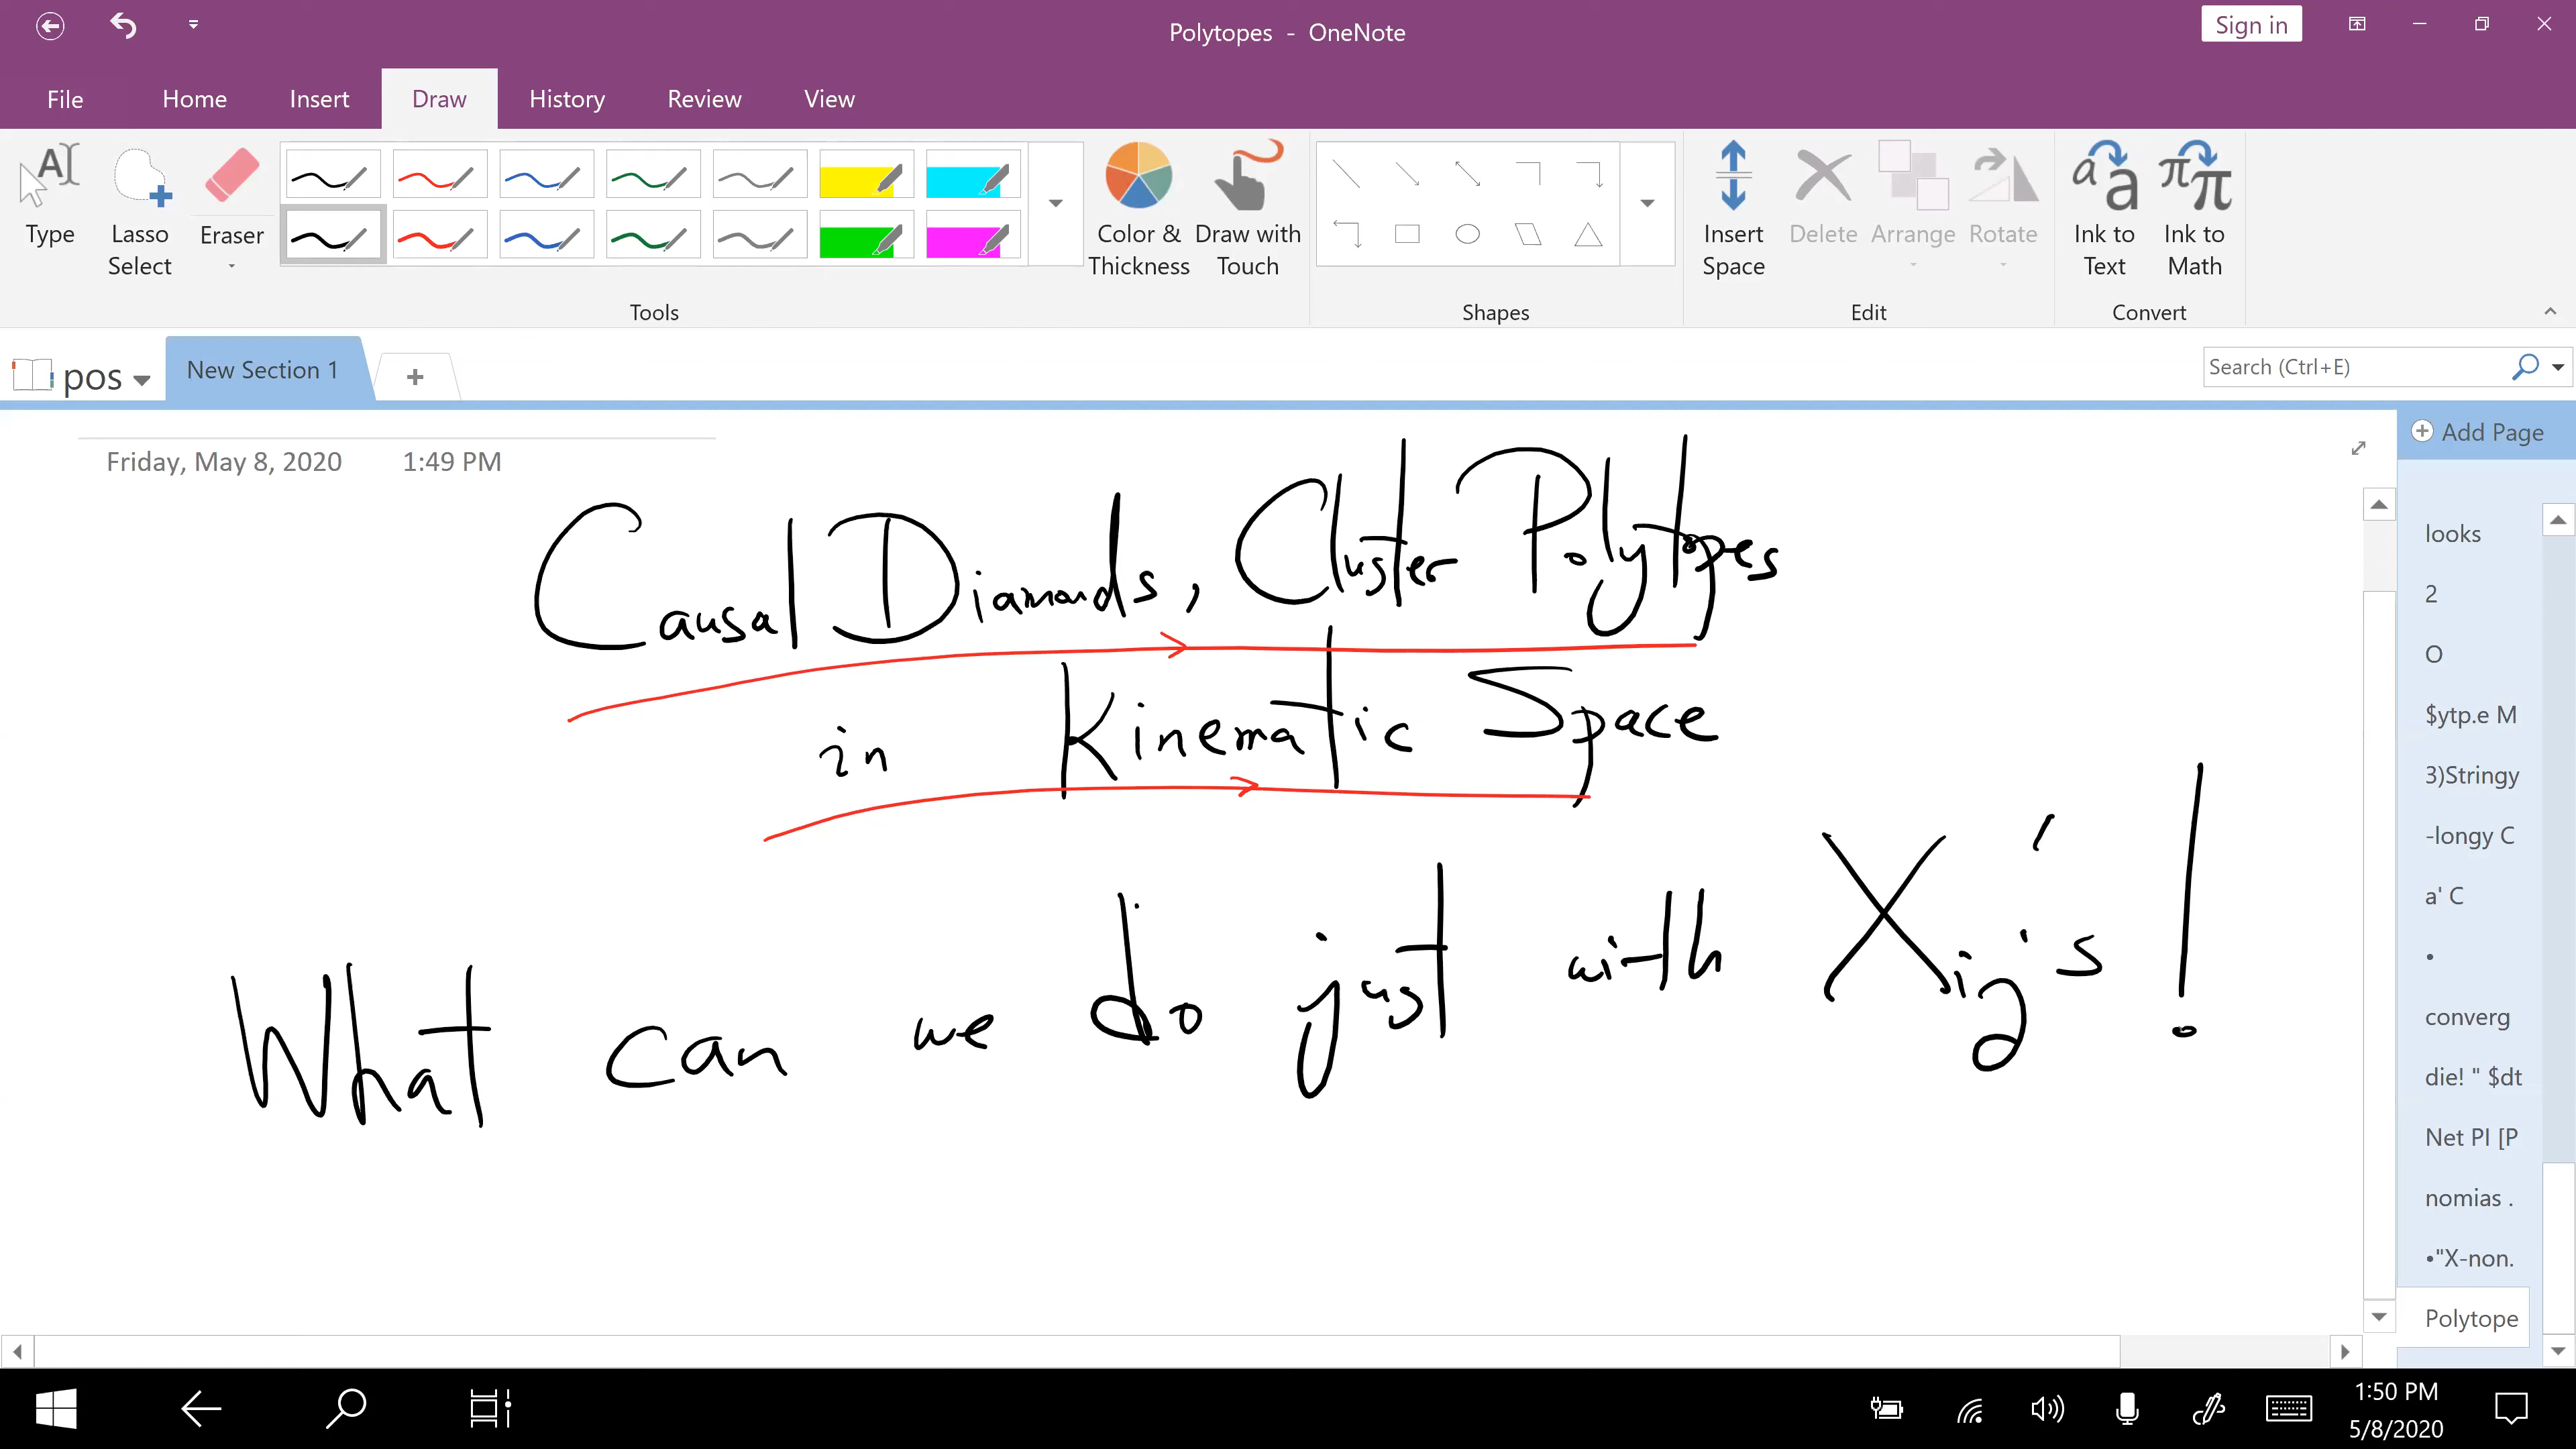 Polytopes - OneNote
Sign in
File Home Insert Draw History Review View
Type
Lasso Select
Eraser
Color & Thickness
Draw with Touch
Insert Space
Delete
Arrange
Rotate
Ink to Text
Ink to Math
Tools
Shapes
Edit
Convert
pos
New Section 1
+
Search (Ctrl+E)
Add Page
Friday, May 8, 2020 1:49 PM
Causal Diamonds, Cluster Polytopes
in Kinematic Space
What can we do just with Xij's!
looks
2
O
$ytp.e M
3)Stringy
-longy C
a' C
•
converg
die! " $dt
Net PI [P
nomias .
•"X-non.
Polytope
1:50 PM
5/8/2020